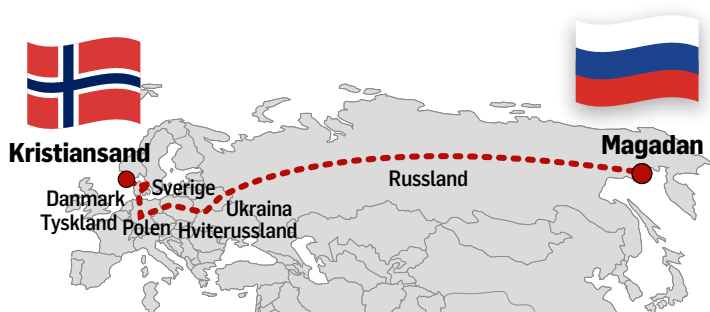 Kristiansand
Magadan
Russland
Sverige
Danmark
Ukraina
Tyskland
Polen
Hviterussland